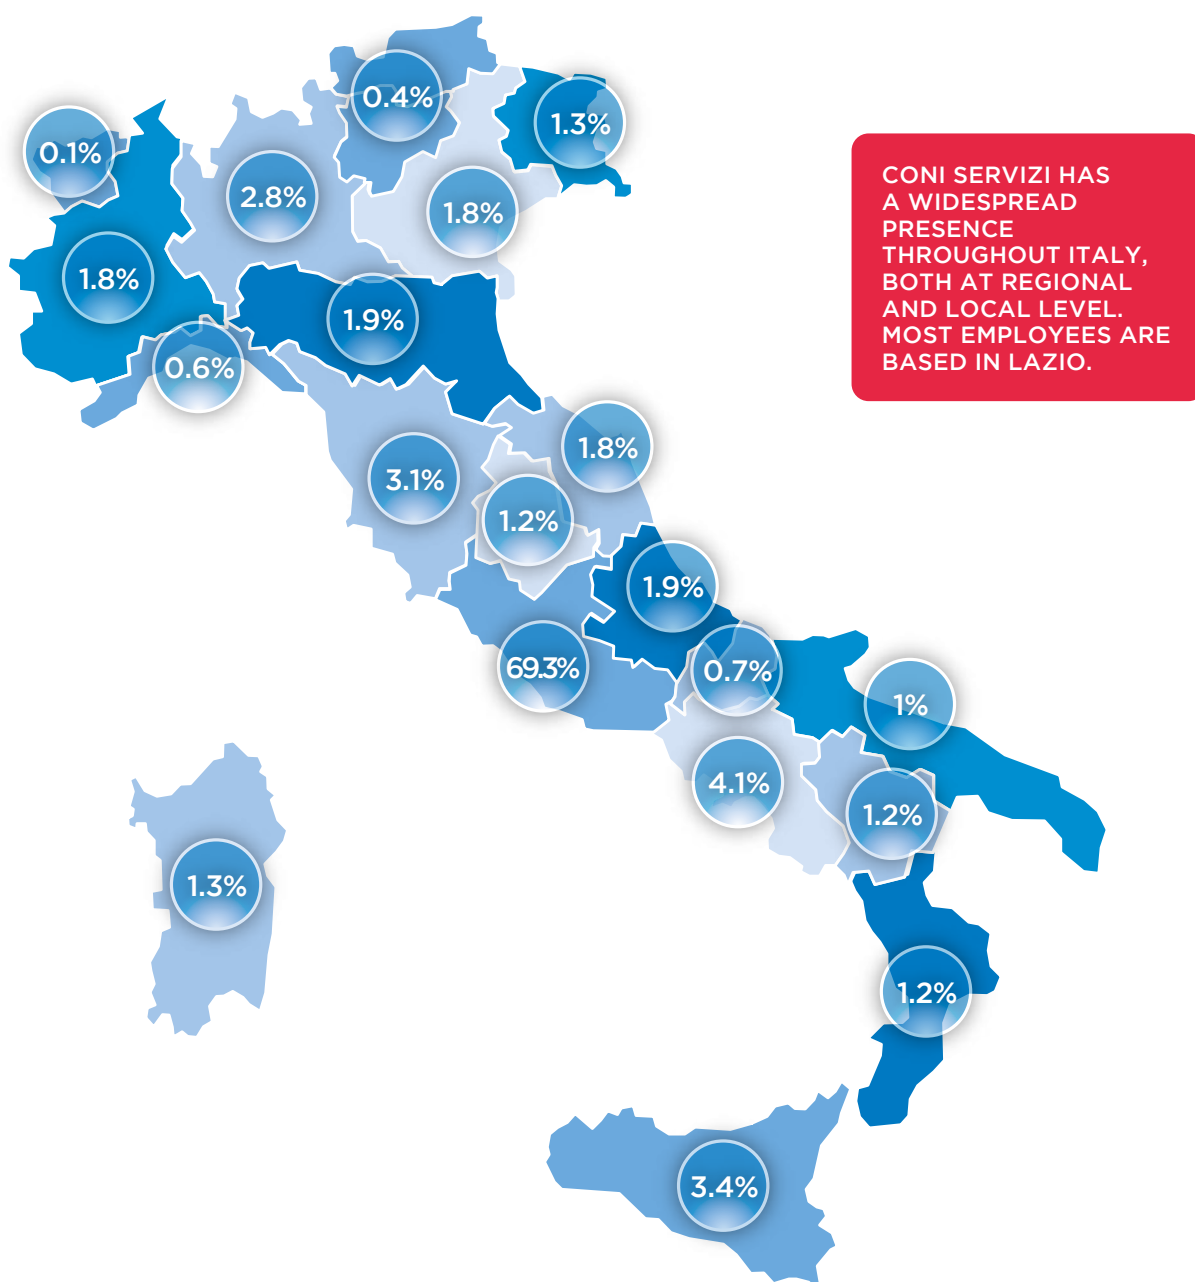 0.4%
1.3%
0.1%
2.8%
1.8%
1.8%
1.9%
0.6%
CONI SERVIZI HAS
A WIDESPREAD
PRESENCE
THROUGHOUT ITALY,
BOTH AT REGIONAL
AND LOCAL LEVEL.
MOST EMPLOYEES ARE
BASED IN LAZIO.
1.8%
3.1%
1.2%
1.9%
69.3%
0.7%
1%
4.1%
1.2%
1.3%
1.2%
3.4%